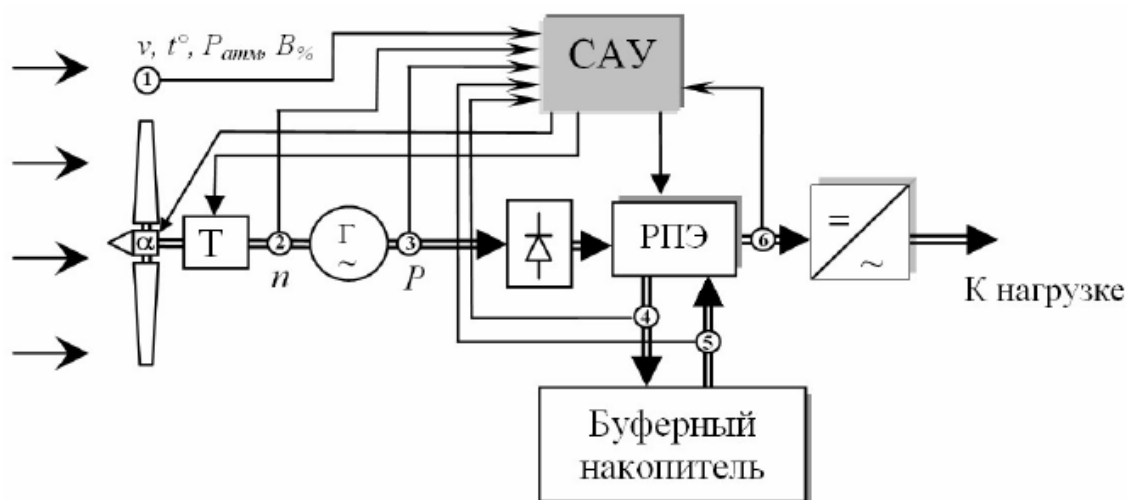 v, t°, Pатм, B%
1
САУ
α
Т
2
n
Г
~
3
P
РПЭ
6
=
~
К нагрузке
4
5
Буферный
накопитель